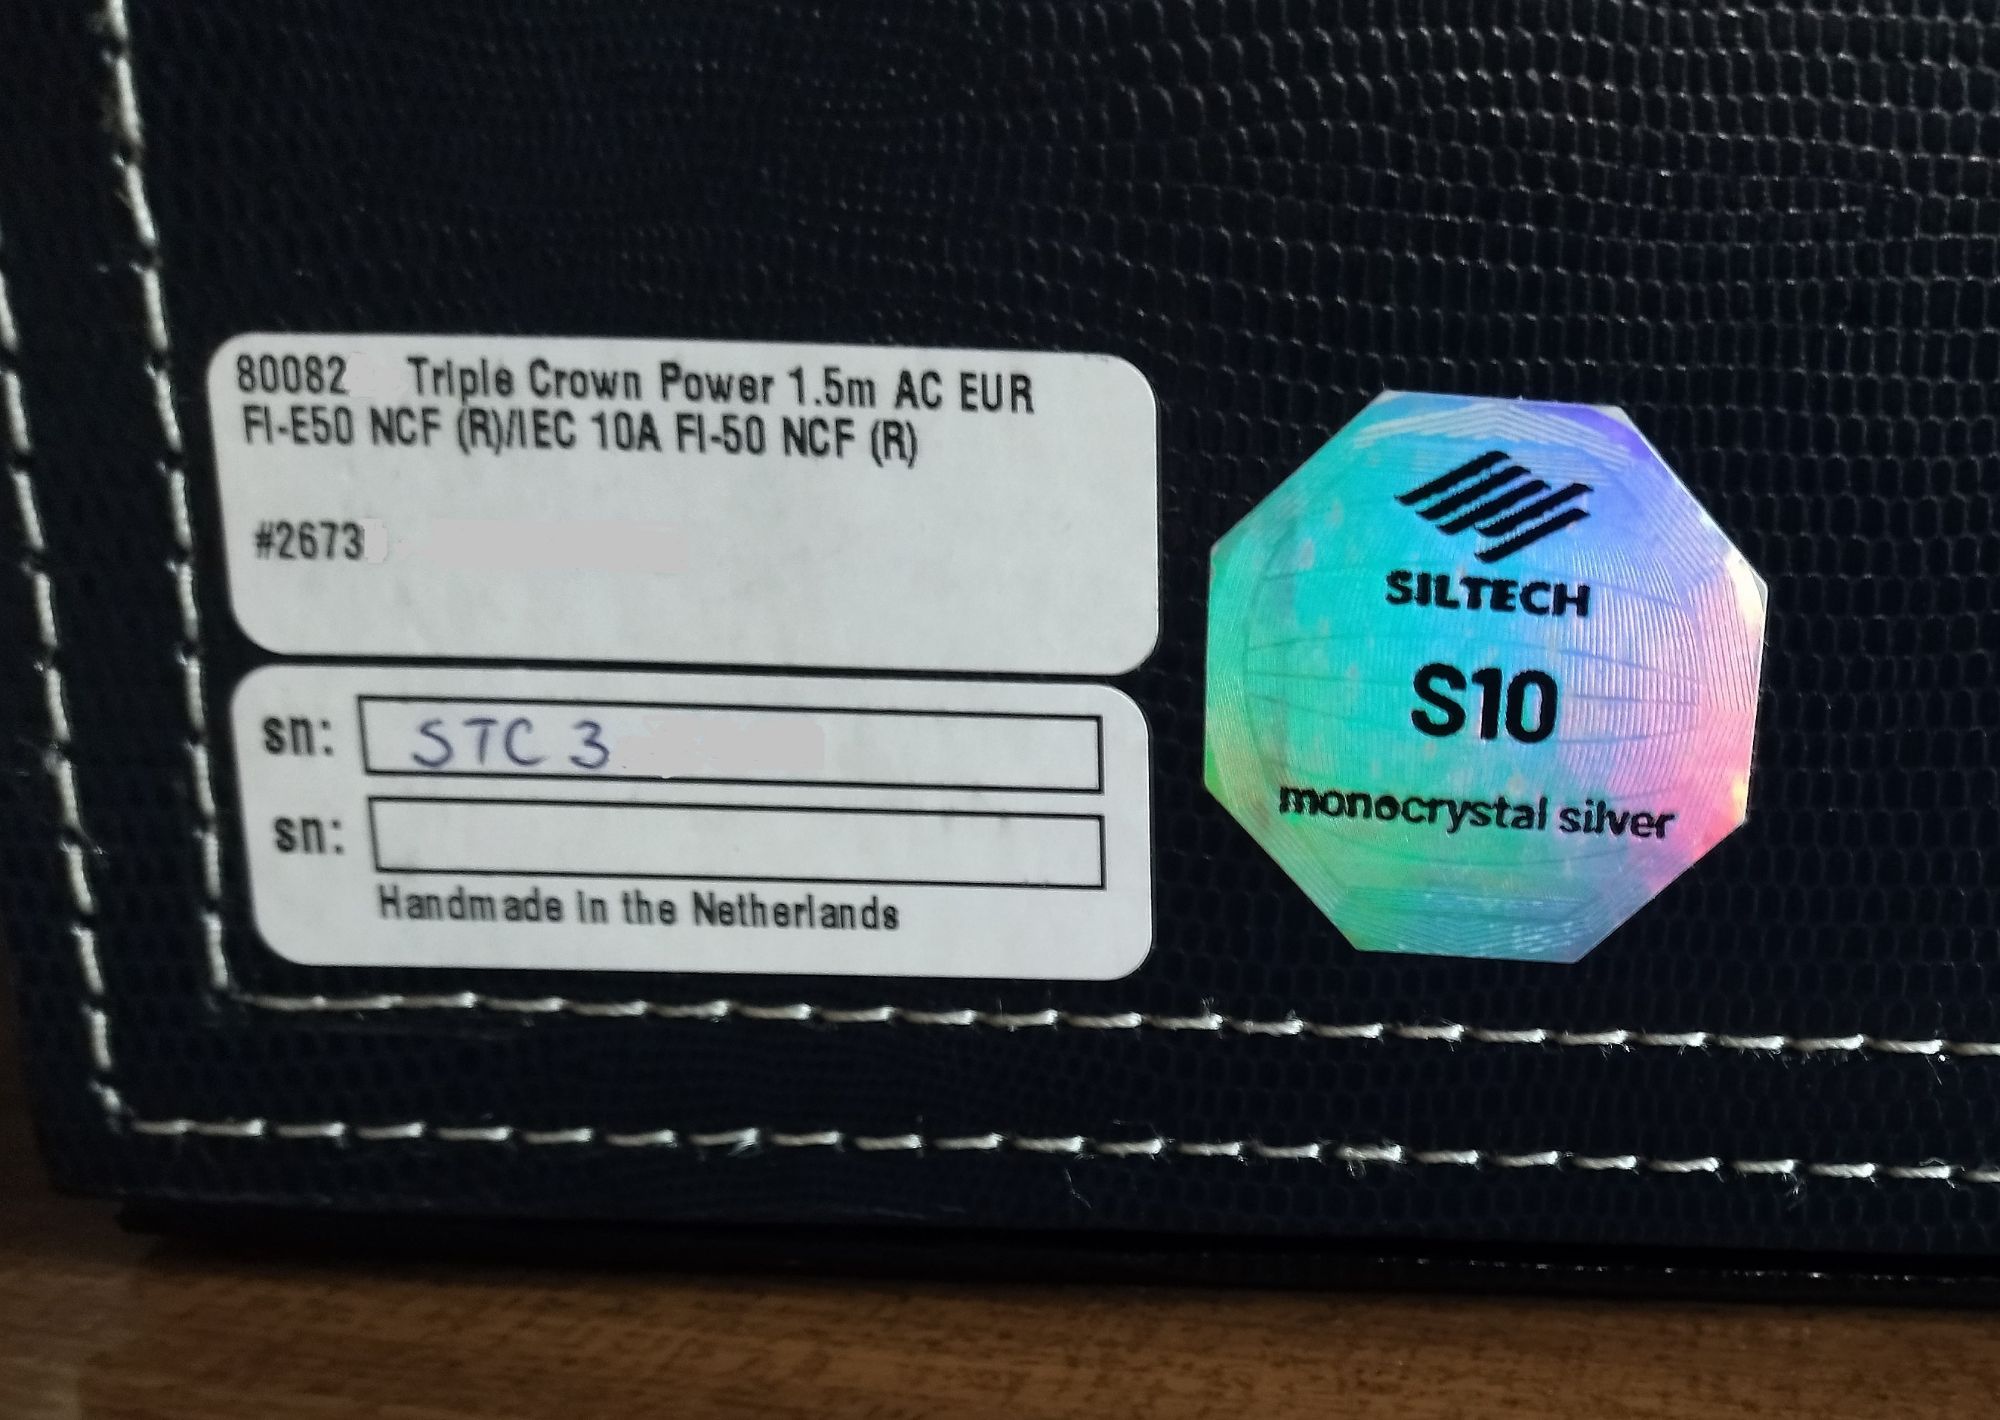 80082 Triple Crown Power 1.5m AC EUR
FI-E50 NCF (R)/IEC 10A FI-50 NCF (R)
#2673
sn: STC 3
sn:
Handmade in the Netherlands
SILTECH
S10
monocrystal silver